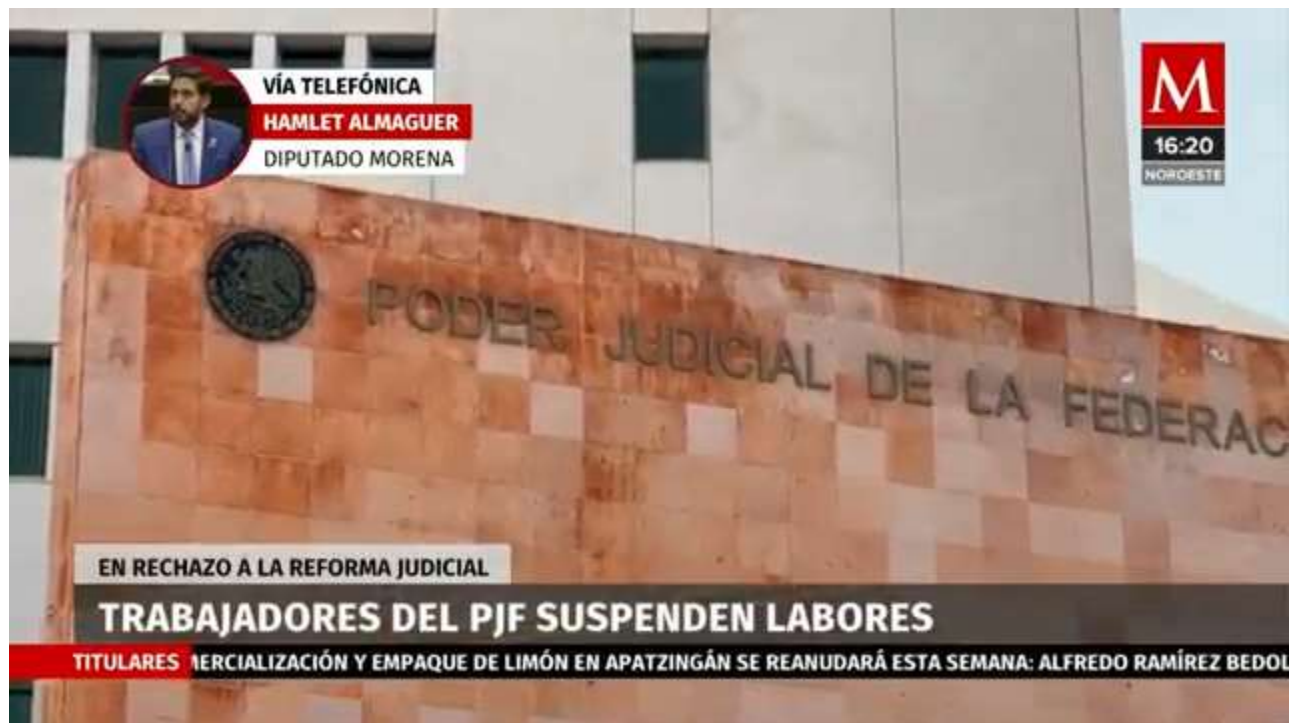 VÍA TELEFÓNICA
HAMLET ALMAGUER
DIPUTADO MORENA
M
16:20
NOROESTE
PODER JUDICIAL DE LA FEDERAC
EN RECHAZO A LA REFORMA JUDICIAL
TRABAJADORES DEL PJF SUSPENDEN LABORES
TITULARES MERCIALIZACIÓN Y EMPAQUE DE LIMÓN EN APATZINGÁN SE REANUDARÁ ESTA SEMANA: ALFREDO RAMÍREZ BEDOL